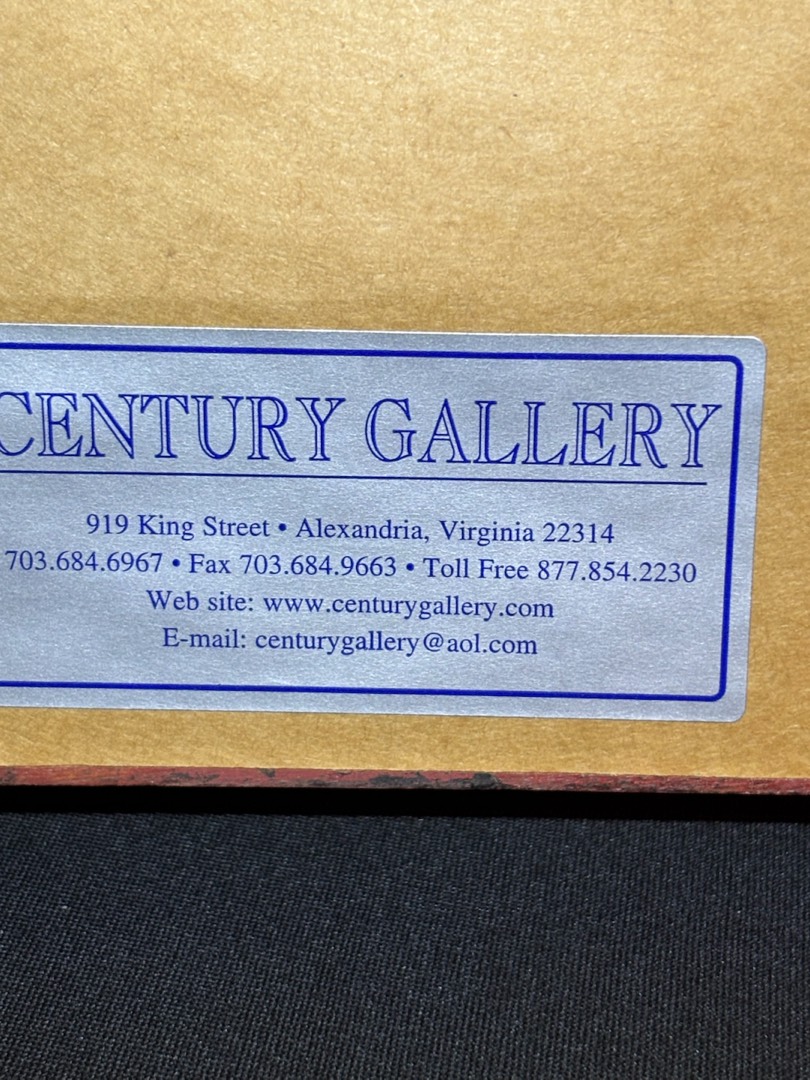 CENTURY GALLERY
919 King Street • Alexandria, Virginia 22314
703.684.6967 • Fax 703.684.9663 • Toll Free 877.854.2230
Web site: www.centurygallery.com
E-mail: centurygallery@aol.com